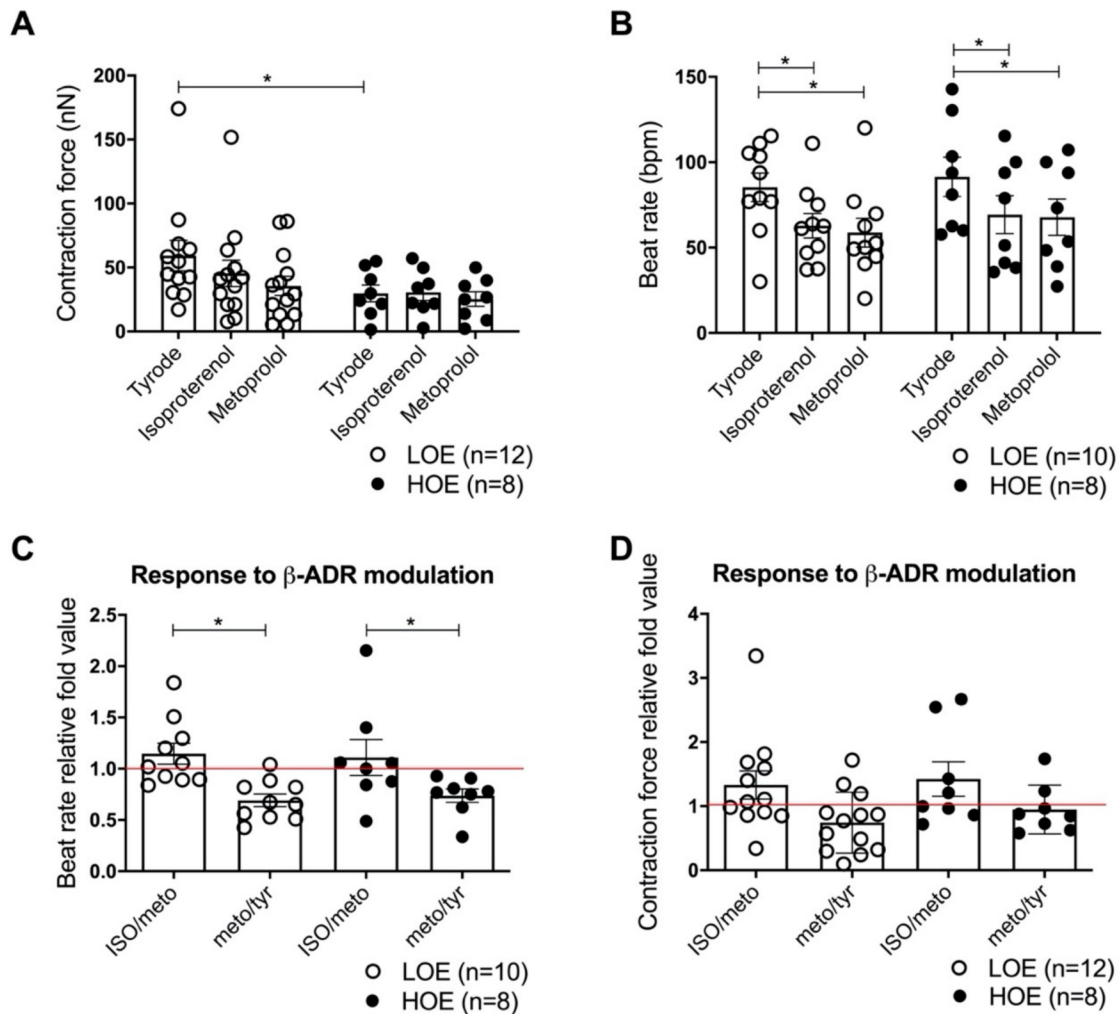 A
Contraction force (nN)
200
150
100
50
0
*
Tyrode
Isoproterenol
Metoprolol
Tyrode
Isoproterenol
Metoprolol
LOE (n=12)
HOE (n=8)
B
Beat rate (bpm)
150
100
50
0
*
*
*
*
Tyrode
Isoproterenol
Metoprolol
Tyrode
Isoproterenol
Metoprolol
LOE (n=10)
HOE (n=8)
C
Response to β-ADR modulation
Beat rate relative fold value
2.5
2.0
1.5
1.0
0.5
0.0
*
*
ISO/meto
meto/tyr
ISO/meto
meto/tyr
LOE (n=10)
HOE (n=8)
D
Response to β-ADR modulation
Contraction force relative fold value
4
3
2
1
0
ISO/meto
meto/tyr
ISO/meto
meto/tyr
LOE (n=12)
HOE (n=8)